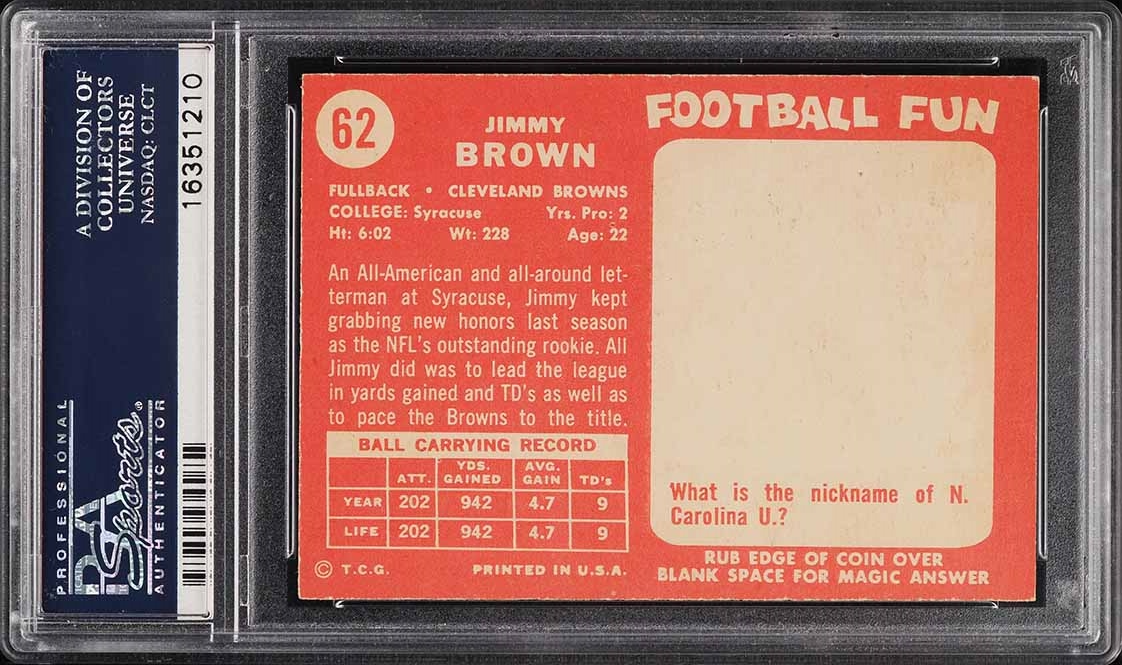 A DIVISION OF
COLLECTORS
UNIVERSE
NASDAQ: CLCT
16351210
PROFESSIONAL
PSA
Sports®
AUTHENTICATOR
62
JIMMY
BROWN
FULLBACK • CLEVELAND BROWNS
COLLEGE: Syracuse Yrs. Pro: 2
Ht: 6:02 Wt: 228 Age: 22
An All-American and all-around let-
terman at Syracuse, Jimmy kept
grabbing new honors last season
as the NFL's outstanding rookie. All
Jimmy did was to lead the league
in yards gained and TD's as well as
to pace the Browns to the title.
BALL CARRYING RECORD
ATT. YDS. GAINED AVG. GAIN TD's
YEAR 202 942 4.7 9
LIFE 202 942 4.7 9
© T.C.G. PRINTED IN U.S.A.
FOOTBALL FUN
What is the nickname of N.
Carolina U.?
RUB EDGE OF COIN OVER
BLANK SPACE FOR MAGIC ANSWER